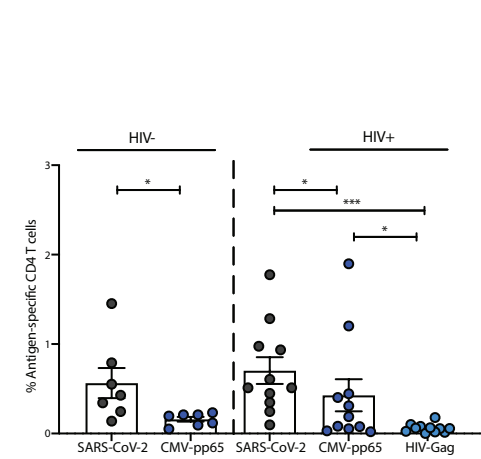 HIV-
HIV+
% Antigen-specific CD4 T cells
3
2
1
0
*
*
***
*
SARS-CoV-2
CMV-pp65
SARS-CoV-2
CMV-pp65
HIV-Gag